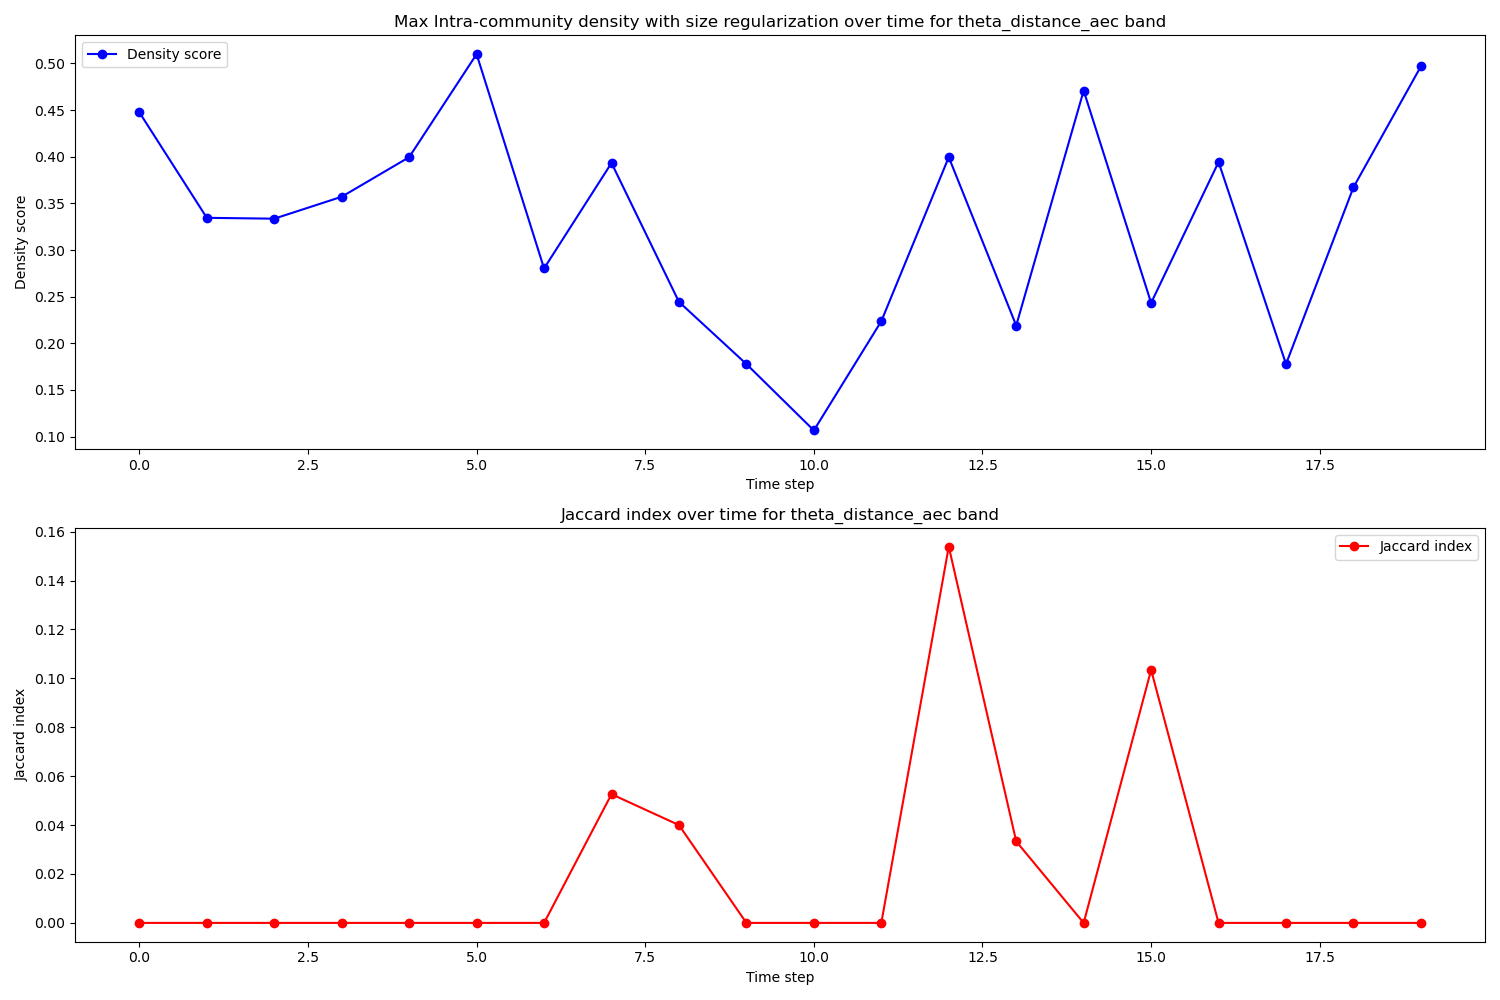 Max Intra-community density with size regularization over time for theta_distance_aec band
Density score
0.50
0.45
0.40
0.35
0.30
0.25
0.20
0.15
0.10
Density score
0.0 2.5 5.0 7.5 10.0 12.5 15.0 17.5
Time step
Jaccard index over time for theta_distance_aec band
Jaccard index
0.16
0.14
0.12
0.10
0.08
0.06
0.04
0.02
0.00
Jaccard index
0.0 2.5 5.0 7.5 10.0 12.5 15.0 17.5
Time step